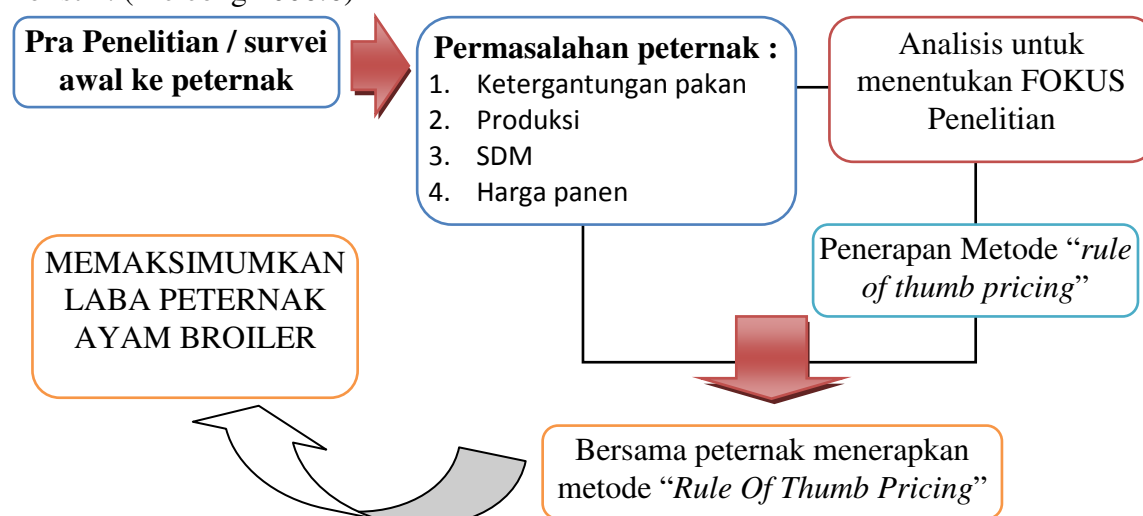 Pra Penelitian / survei
awal ke peternak
Permasalahan peternak :
1. Ketergantungan pakan
2. Produksi
3. SDM
4. Harga panen
Analisis untuk
menentukan FOKUS
Penelitian
Penerapan Metode “rule
of thumb pricing”
MEMAKSIMUMKAN
LABA PETERNAK
AYAM BROILER
Bersama peternak menerapkan
metode “Rule Of Thumb Pricing”